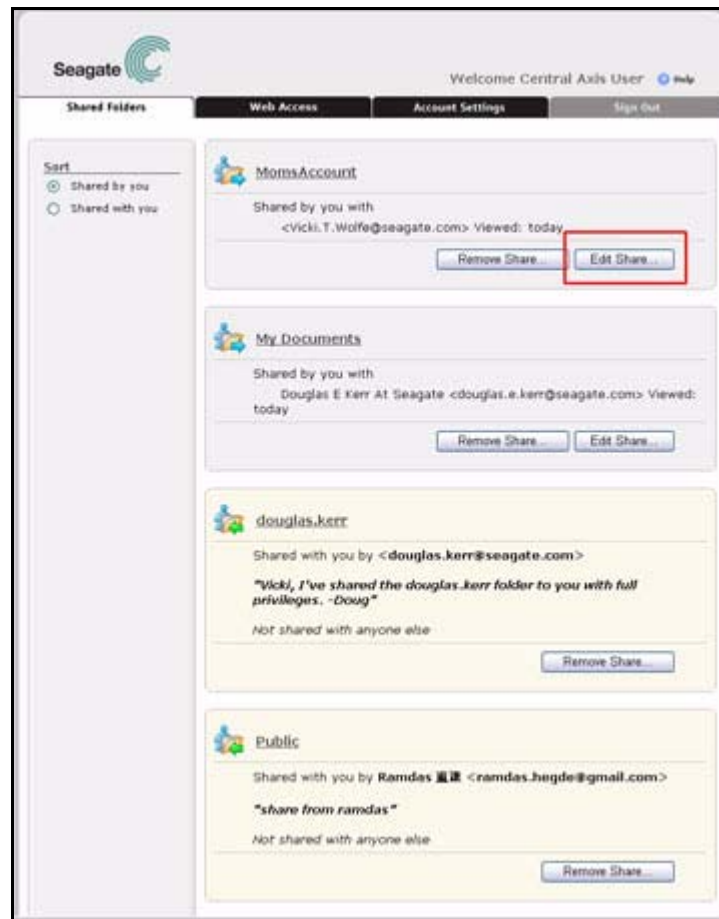 Seagate
Welcome Central Axis User Help
Shared Folders Web Access Account Settings Sign Out
Sort
Shared by you
Shared with you
MomsAccount
Shared by you with
<Vicki.T.Wolfe@seagate.com> Viewed: today
Remove Share... Edit Share...
My Documents
Shared by you with
Douglas E Kerr At Seagate <douglas.e.kerr@seagate.com> Viewed:
today
Remove Share... Edit Share...
douglas.kerr
Shared with you by <douglas.kerr@seagate.com>
"Vicki, I've shared the douglas.kerr folder to you with full
privileges. -Doug"
Not shared with anyone else
Remove Share...
Public
Shared with you by Ramdas <ramdas.hegde@gmail.com>
"share from ramdas"
Not shared with anyone else
Remove Share...